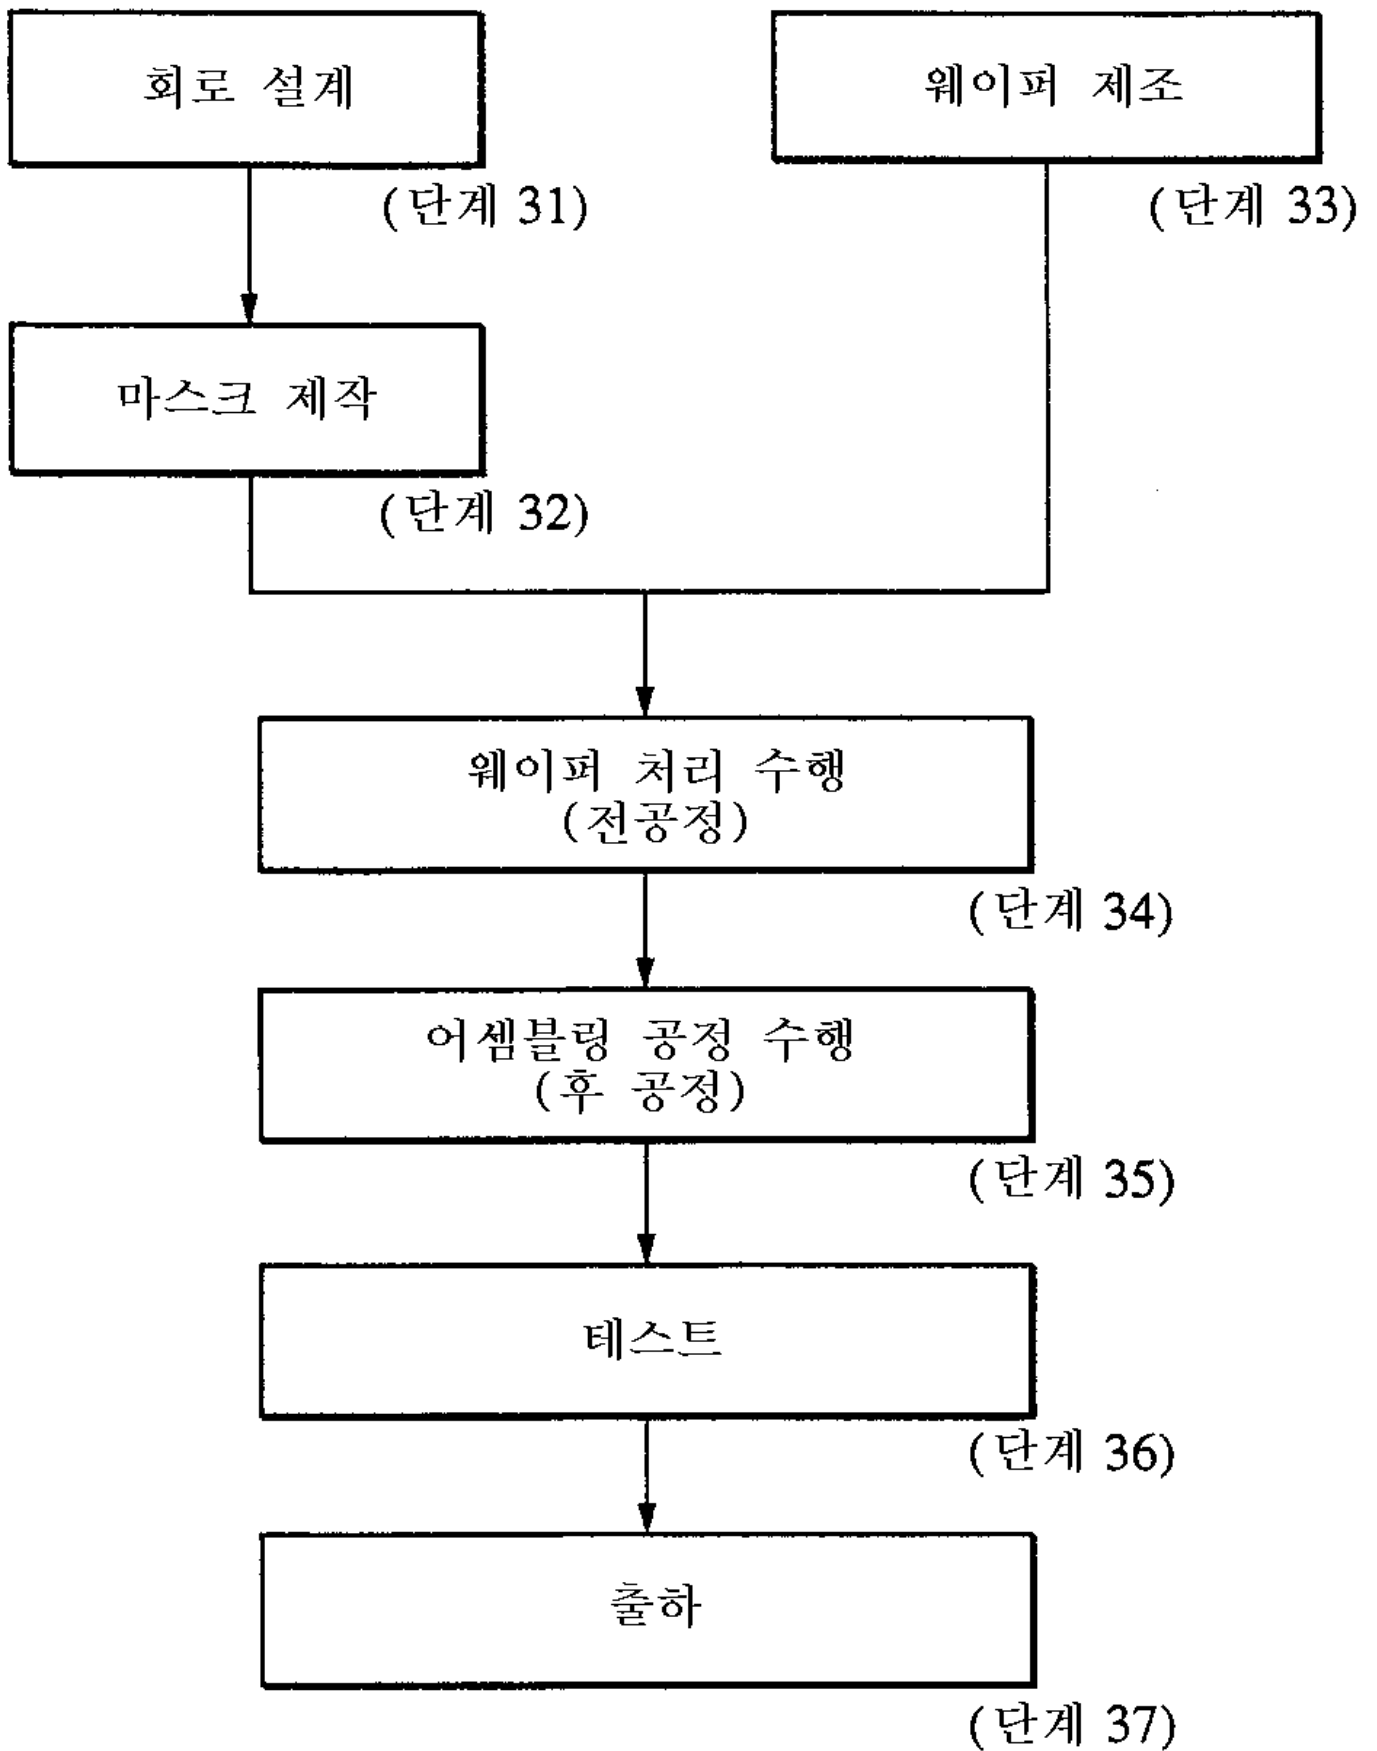 회로 설계
웨이퍼 제조
(단계 31)
(단계 33)
마스크 제작
(단계 32)
웨이퍼 처리 수행
(전공정)
(단계 34)
어셈블링 공정 수행
(후 공정)
(단계 35)
테스트
(단계 36)
출하
(단계 37)